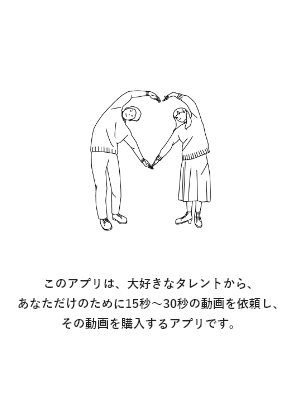 このアプリは、大好きなタレントから、
あなただけのために15秒〜30秒の動画を依頼し、
その動画を購入するアプリです。